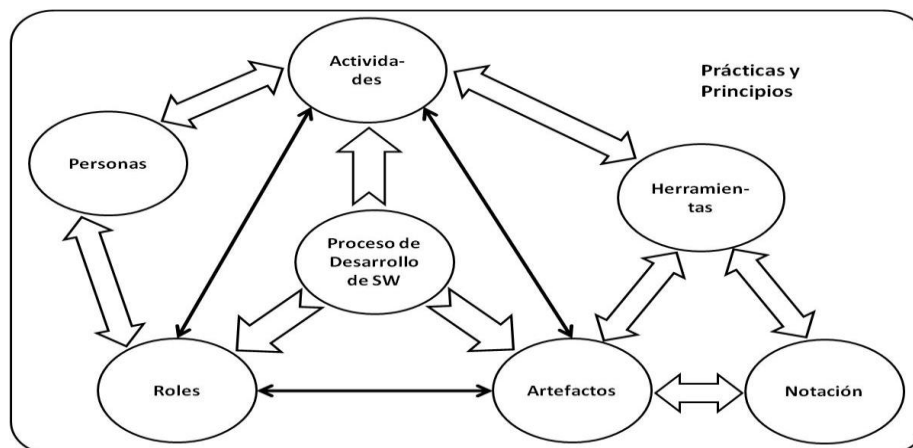 Activida-
des
Prácticas y
Principios
Personas
Herramien-
tas
Proceso de
Desarrollo
de SW
Roles
Artefactos
Notación